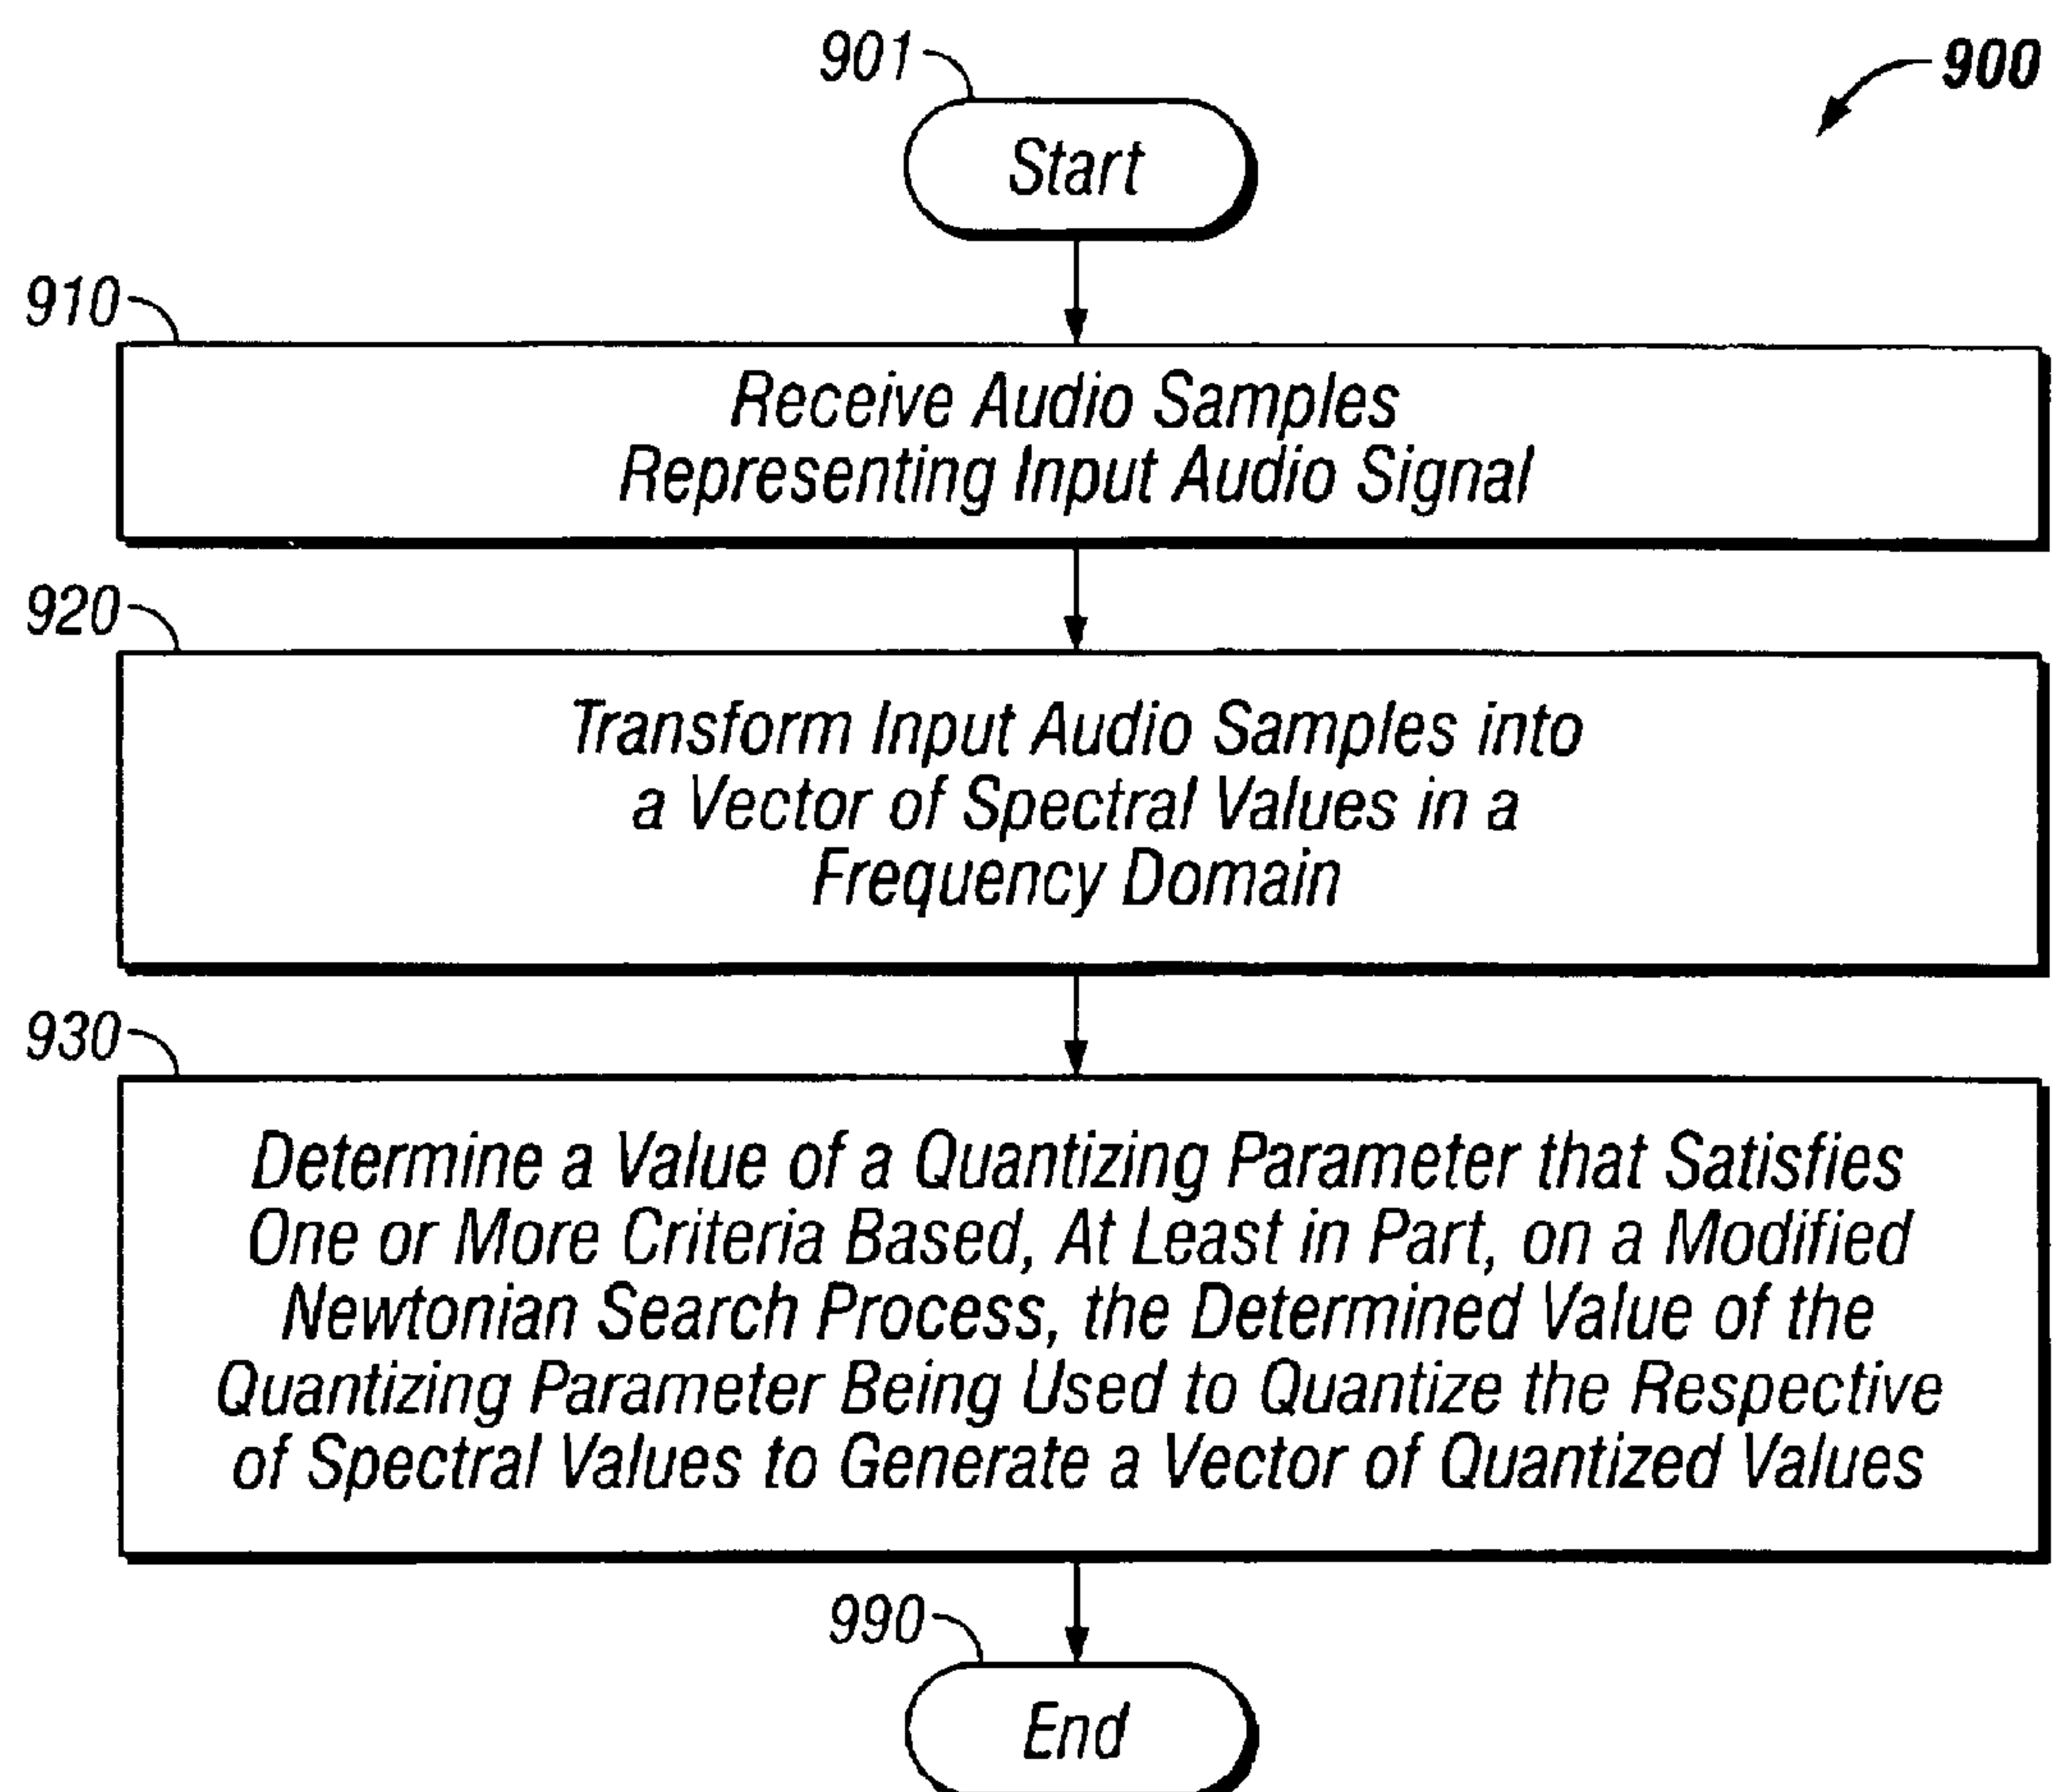 901
900
Start
910
Receive Audio Samples
Representing Input Audio Signal
920
Transform Input Audio Samples into
a Vector of Spectral Values in a
Frequency Domain
930
Determine a Value of a Quantizing Parameter that Satisfies
One or More Criteria Based, At Least in Part, on a Modified
Newtonian Search Process, the Determined Value of the
Quantizing Parameter Being Used to Quantize the Respective
of Spectral Values to Generate a Vector of Quantized Values
990
End